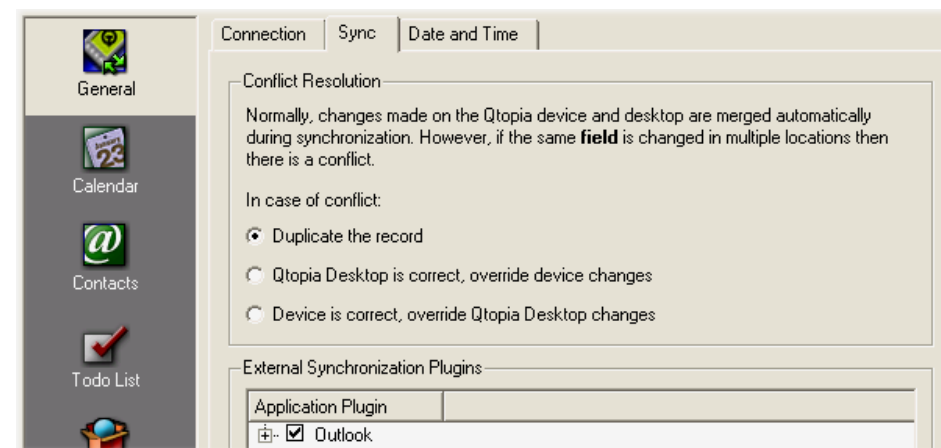 Connection Sync Date and Time
General
Conflict Resolution
Normally, changes made on the Qtopia device and desktop are merged automatically
during synchronization. However, if the same field is changed in multiple locations then
there is a conflict.
January
23
Calendar
In case of conflict:
Duplicate the record
@
Qtopia Desktop is correct, override device changes
Contacts
Device is correct, override Qtopia Desktop changes
External Synchronization Plugins
Todo List
Application Plugin
Outlook